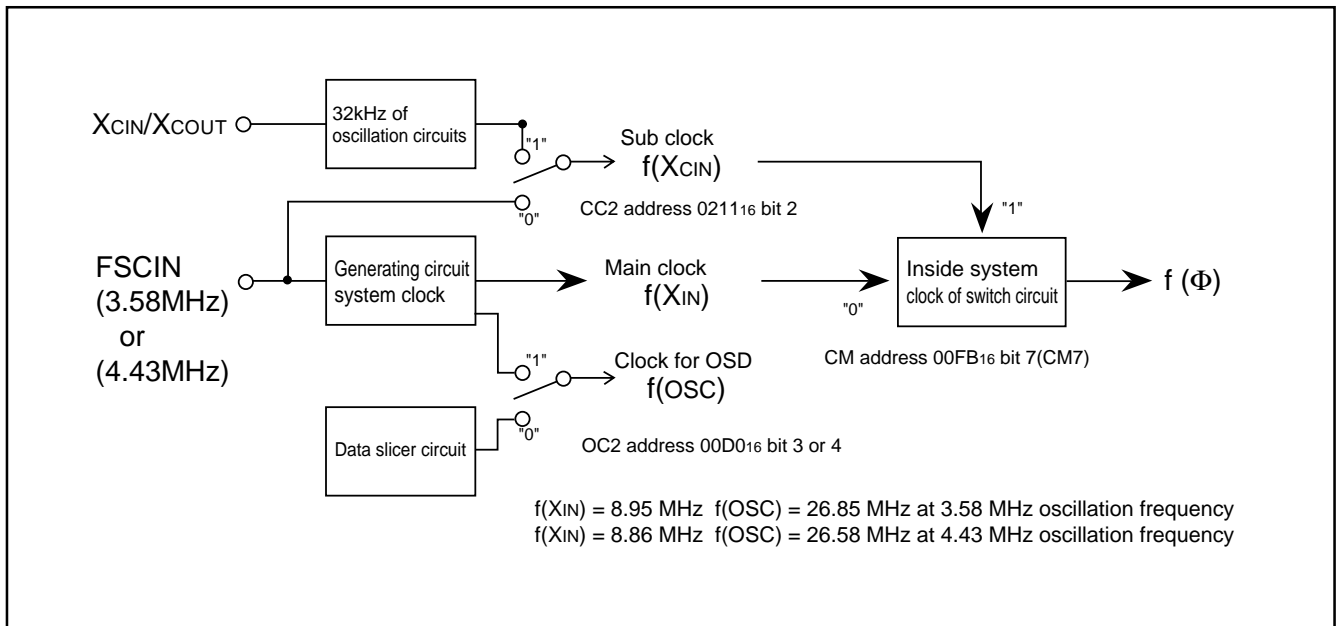 XCIN/XCOUT
32kHz of
oscillation circuits
"1"
"0"
Sub clock
f(XCIN)
CC2 address 021116 bit 2
"1"
FSCIN
(3.58MHz)
or
(4.43MHz)
Generating circuit
system clock
Main clock
f(XIN)
"0"
Inside system
clock of switch circuit
f (Φ)
CM address 00FB16 bit 7(CM7)
"1"
"0"
Clock for OSD
f(OSC)
Data slicer circuit
OC2 address 00D016 bit 3 or 4
f(XIN) = 8.95 MHz f(OSC) = 26.85 MHz at 3.58 MHz oscillation frequency
f(XIN) = 8.86 MHz f(OSC) = 26.58 MHz at 4.43 MHz oscillation frequency